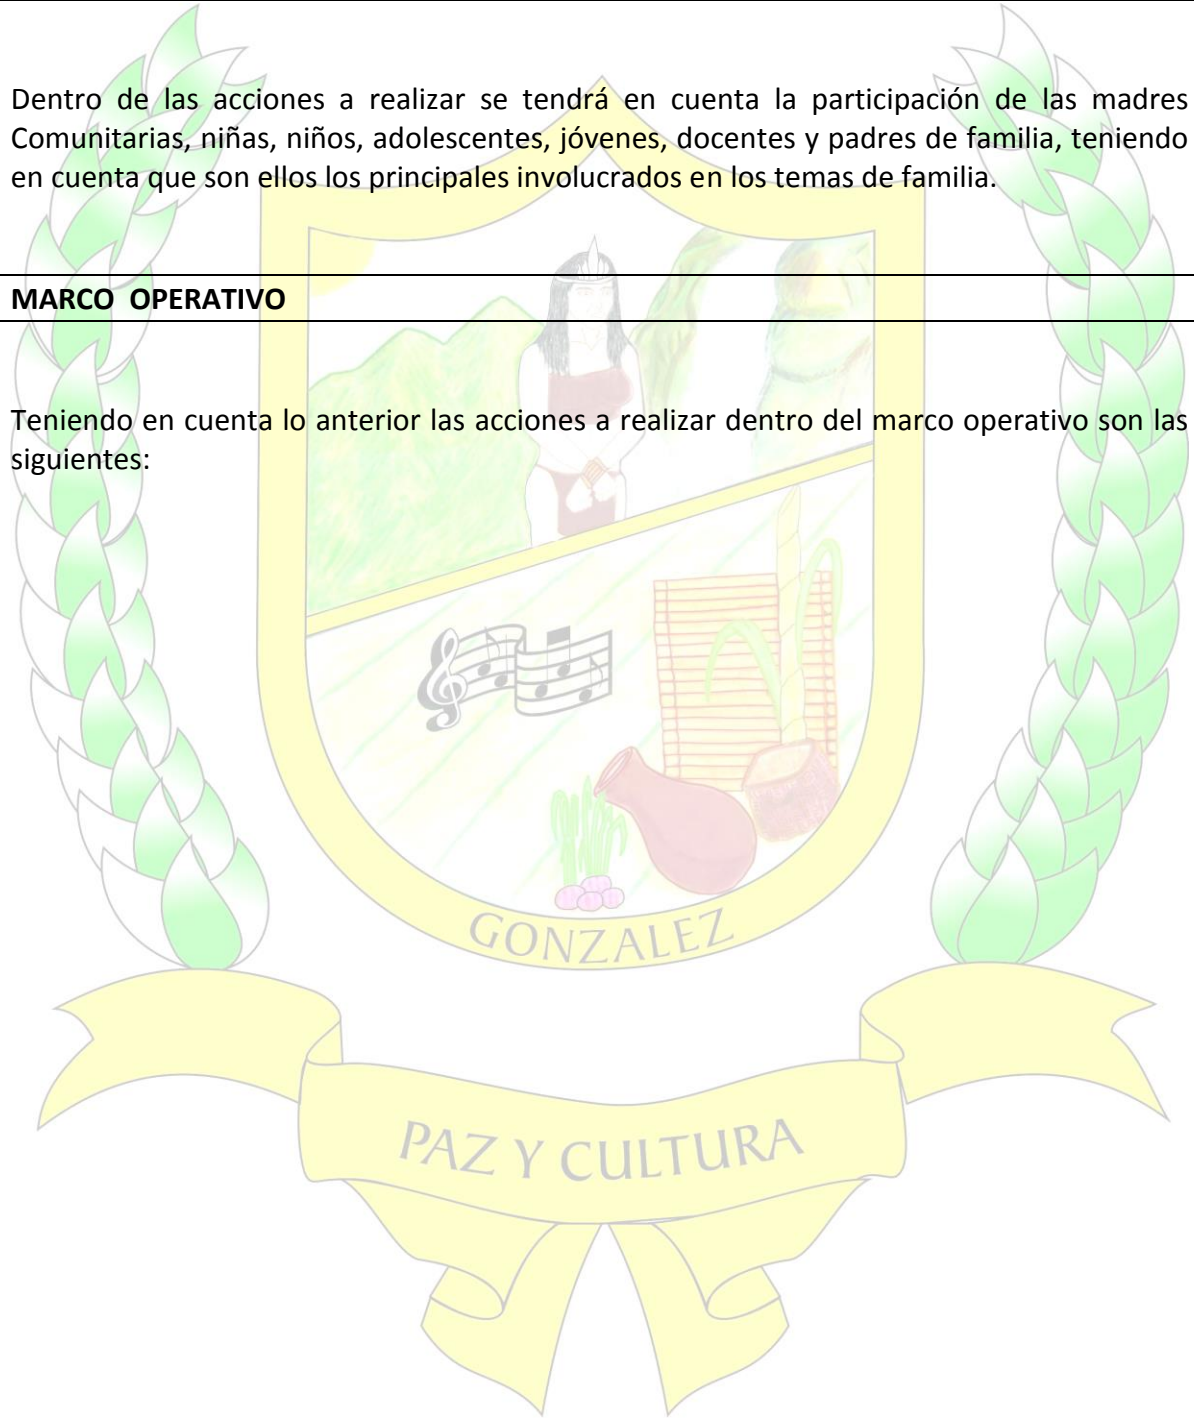 Dentro de las acciones a realizar se tendrá en cuenta la participación de las madres
Comunitarias, niñas, niños, adolescentes, jóvenes, docentes y padres de familia, teniendo
en cuenta que son ellos los principales involucrados en los temas de familia.
MARCO OPERATIVO
Teniendo en cuenta lo anterior las acciones a realizar dentro del marco operativo son las
siguientes:
GONZALEZ
PAZ Y CULTURA